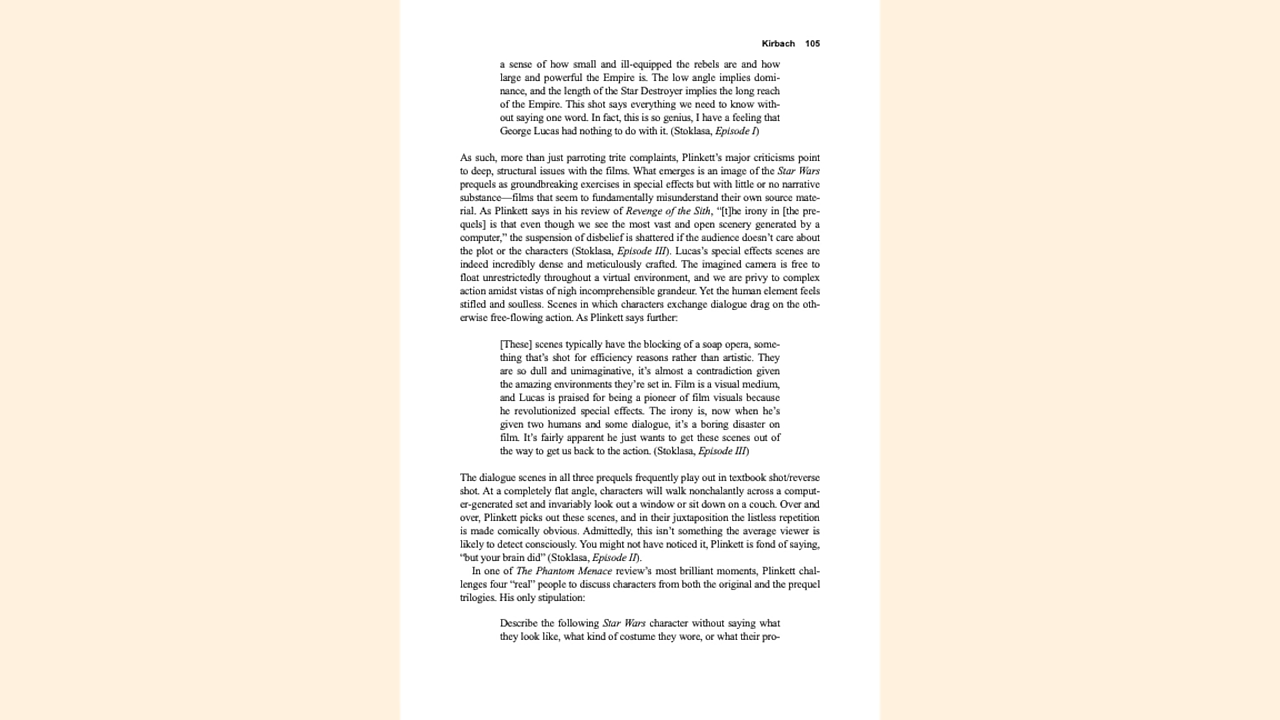 Kirbach 105
a sense of how small and ill-equipped the rebels are and how
large and powerful the Empire is. The low angle implies domi-
nance, and the length of the Star Destroyer implies the long reach
of the Empire. This shot says everything we need to know with-
out saying one word. In fact, this is so genius, I have a feeling that
George Lucas had nothing to do with it. (Stoklasa, Episode I)
As such, more than just parroting trite complaints, Plinkett’s major criticisms point
to deep, structural issues with the films. What emerges is an image of the Star Wars
prequels as groundbreaking exercises in special effects but with little or no narrative
substance—films that seem to fundamentally misunderstand their own source mate-
rial. As Plinkett says in his review of Revenge of the Sith, “[t]he irony in [the pre-
quels] is that even though we see the most vast and open scenery generated by a
computer,” the suspension of disbelief is shattered if the audience doesn’t care about
the plot or the characters (Stoklasa, Episode III). Lucas’s special effects scenes are
indeed incredibly dense and meticulously crafted. The imagined camera is free to
float unrestrictedly throughout a virtual environment, and we are privy to complex
action amidst vistas of nigh incomprehensible grandeur. Yet the human element feels
stifled and soulless. Scenes in which characters exchange dialogue drag on the oth-
erwise free-flowing action. As Plinkett says further:
[These] scenes typically have the blocking of a soap opera, some-
thing that’s shot for efficiency reasons rather than artistic. They
are so dull and unimaginative, it’s almost a contradiction given
the amazing environments they’re set in. Film is a visual medium,
and Lucas is praised for being a pioneer of film visuals because
he revolutionized special effects. The irony is, now when he’s
given two humans and some dialogue, it’s a boring disaster on
film. It’s fairly apparent he just wants to get these scenes out of
the way to get us back to the action. (Stoklasa, Episode III)
The dialogue scenes in all three prequels frequently play out in textbook shot/reverse
shot. At a completely flat angle, characters will walk nonchalantly across a comput-
er-generated set and invariably look out a window or sit down on a couch. Over and
over, Plinkett picks out these scenes, and in their juxtaposition the listless repetition
is made comically obvious. Admittedly, this isn’t something the average viewer is
likely to detect consciously. You might not have noticed it, Plinkett is fond of saying,
“but your brain did” (Stoklasa, Episode II).
In one of The Phantom Menace review’s most brilliant moments, Plinkett chal-
lenges four “real” people to discuss characters from both the original and the prequel
trilogies. His only stipulation:
Describe the following Star Wars character without saying what
they look like, what kind of costume they wore, or what their pro-